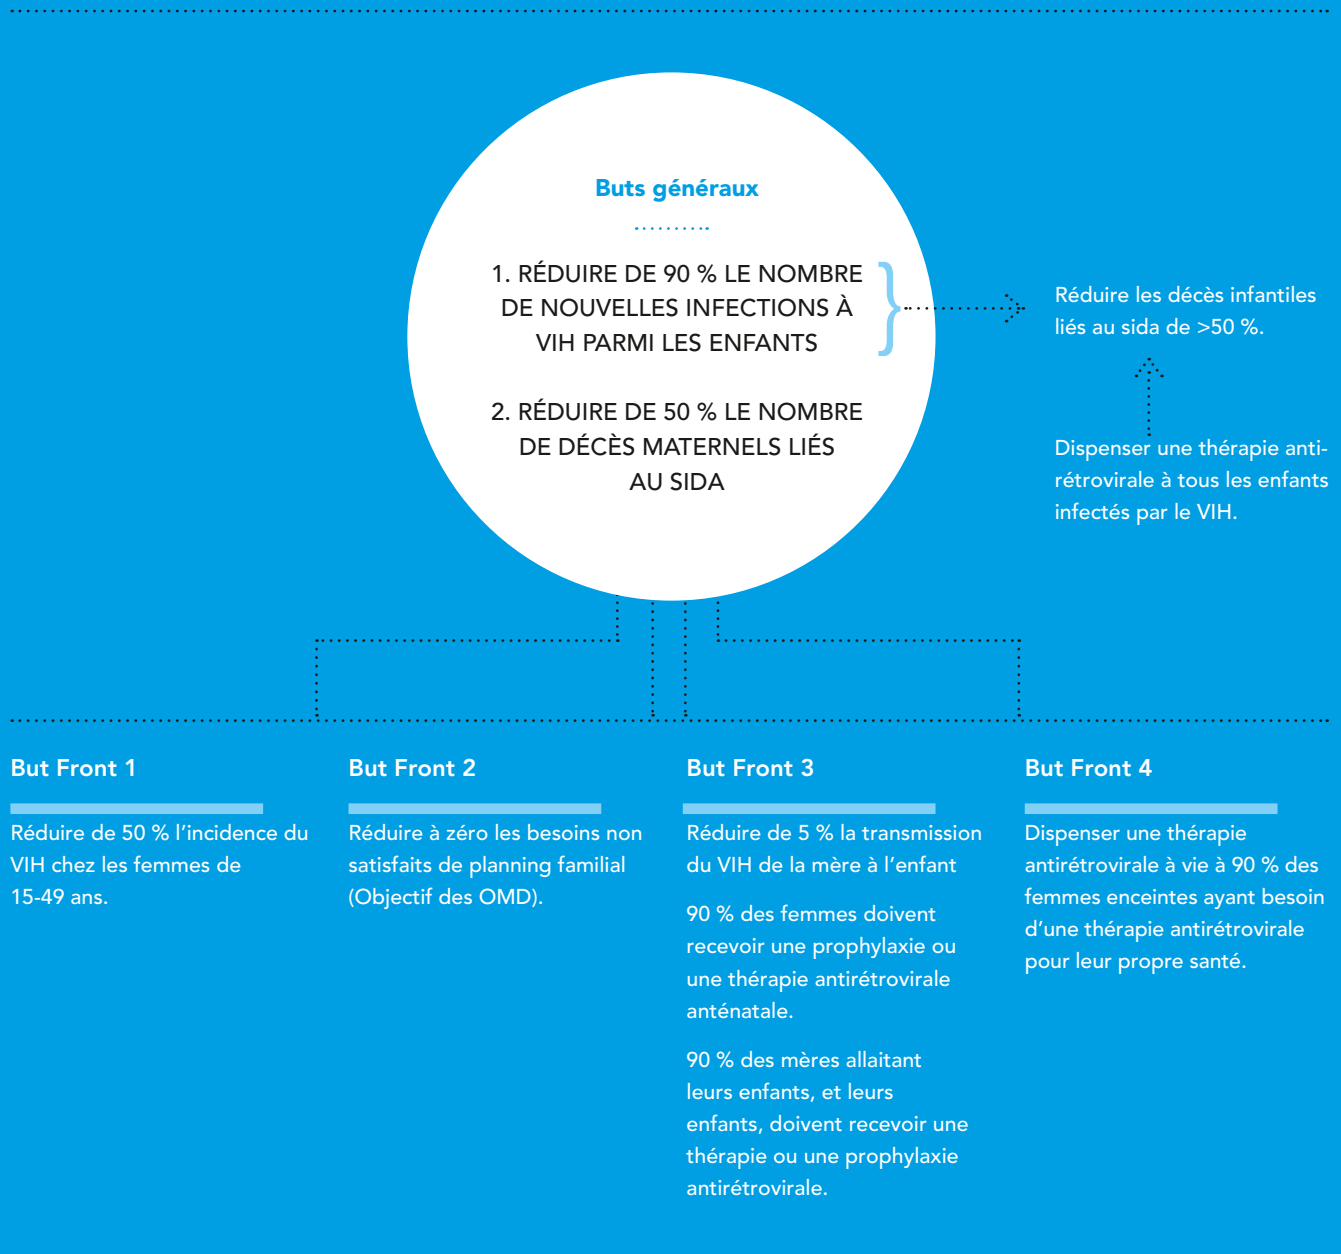 Buts généraux
1. RÉDUIRE DE 90 % LE NOMBRE
DE NOUVELLES INFECTIONS À
VIH PARMI LES ENFANTS
2. RÉDUIRE DE 50 % LE NOMBRE
DE DÉCÈS MATERNELS LIÉS
AU SIDA
Réduire les décès infantiles
liés au sida de >50 %.
Dispenser une thérapie anti-
rétrovirale à tous les enfants
infectés par le VIH.
But Front 1
Réduire de 50 % l’incidence du
VIH chez les femmes de
15-49 ans.
But Front 2
Réduire à zéro les besoins non
satisfaits de planning familial
(Objectif des OMD).
But Front 3
Réduire de 5 % la transmission
du VIH de la mère à l’enfant
90 % des femmes doivent
recevoir une prophylaxie ou
une thérapie antirétrovirale
anténatale.
90 % des mères allaitant
leurs enfants, et leurs
enfants, doivent recevoir une
thérapie ou une prophylaxie
antirétrovirale.
But Front 4
Dispenser une thérapie
antirétrovirale à vie à 90 % des
femmes enceintes ayant besoin
d’une thérapie antirétrovirale
pour leur propre santé.